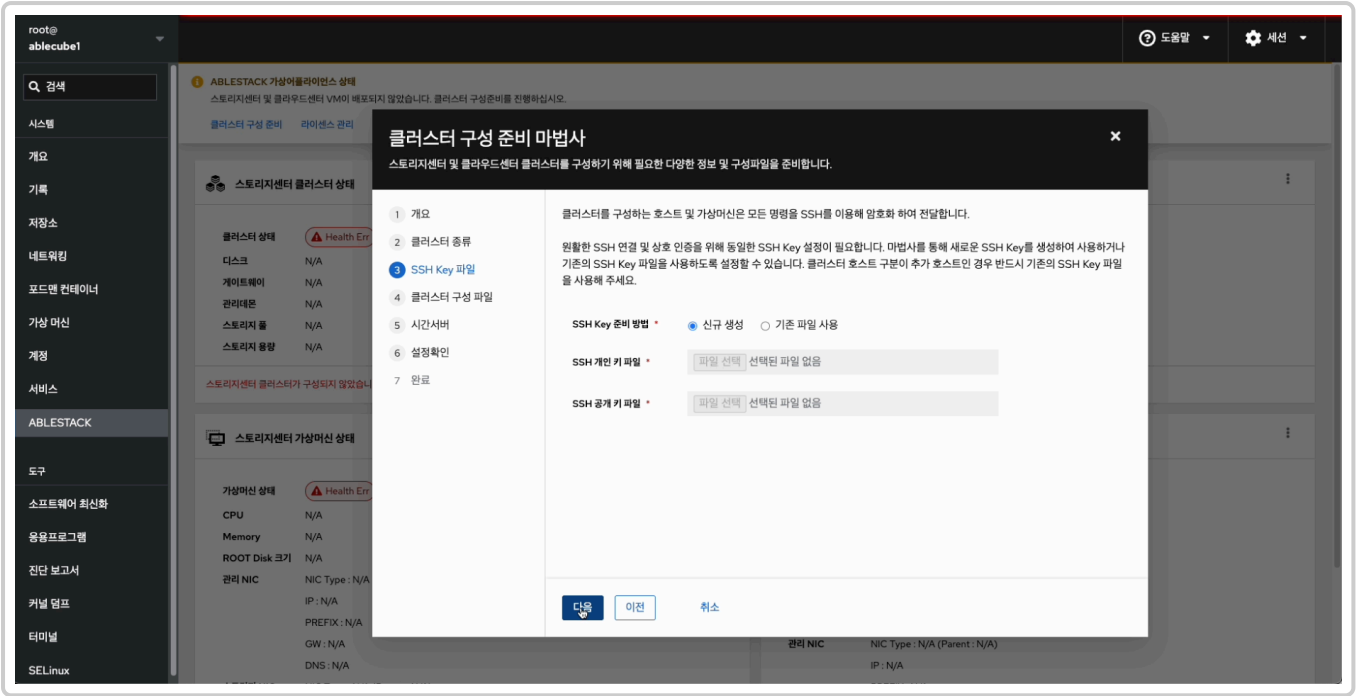 root@
ablecube1
도움말
세션
검색
시스템
개요
기록
저장소
네트워킹
포드맨 컨테이너
가상 머신
계정
서비스
ABLESTACK
도구
소프트웨어 최신화
응용프로그램
진단 보고서
커널 덤프
터미널
SELinux
ABLESTACK 가상어플라이언스 상태
스토리지센터 및 클라우드센터 VM이 배포되지 않았습니다. 클러스터 구성준비를 진행하십시오.
클러스터 구성 준비 라이센스 관리
스토리지센터 클러스터 상태
클러스터 상태 Health Err
디스크 N/A
게이트웨이 N/A
관리데몬 N/A
스토리지 풀 N/A
스토리지 용량 N/A
스토리지센터 클러스터가 구성되지 않았습니
스토리지센터 가상머신 상태
가상머신 상태 Health Err
CPU N/A
Memory N/A
ROOT Disk 크기 N/A
관리 NIC NIC Type : N/A
IP : N/A
PREFIX : N/A
GW : N/A
DNS : N/A
관리 NIC NIC Type : N/A (Parent : N/A)
IP : N/A
클러스터 구성 준비 마법사
스토리지센터 및 클라우드센터 클러스터를 구성하기 위해 필요한 다양한 정보 및 구성파일을 준비합니다.
1 개요
2 클러스터 종류
3 SSH Key 파일
4 클러스터 구성 파일
5 시간서버
6 설정확인
7 완료
클러스터를 구성하는 호스트 및 가상머신은 모든 명령을 SSH를 이용해 암호화 하여 전달합니다.
원활한 SSH 연결 및 상호 인증을 위해 동일한 SSH Key 설정이 필요합니다. 마법사를 통해 새로운 SSH Key를 생성하여 사용하거나
기존의 SSH Key 파일을 사용하도록 설정할 수 있습니다. 클러스터 호스트 구분이 추가 호스트인 경우 반드시 기존의 SSH Key 파일
을 사용해 주세요.
SSH Key 준비 방법 * 신규 생성 기존 파일 사용
SSH 개인 키 파일 * 파일 선택 선택된 파일 없음
SSH 공개 키 파일 * 파일 선택 선택된 파일 없음
다음 이전 취소